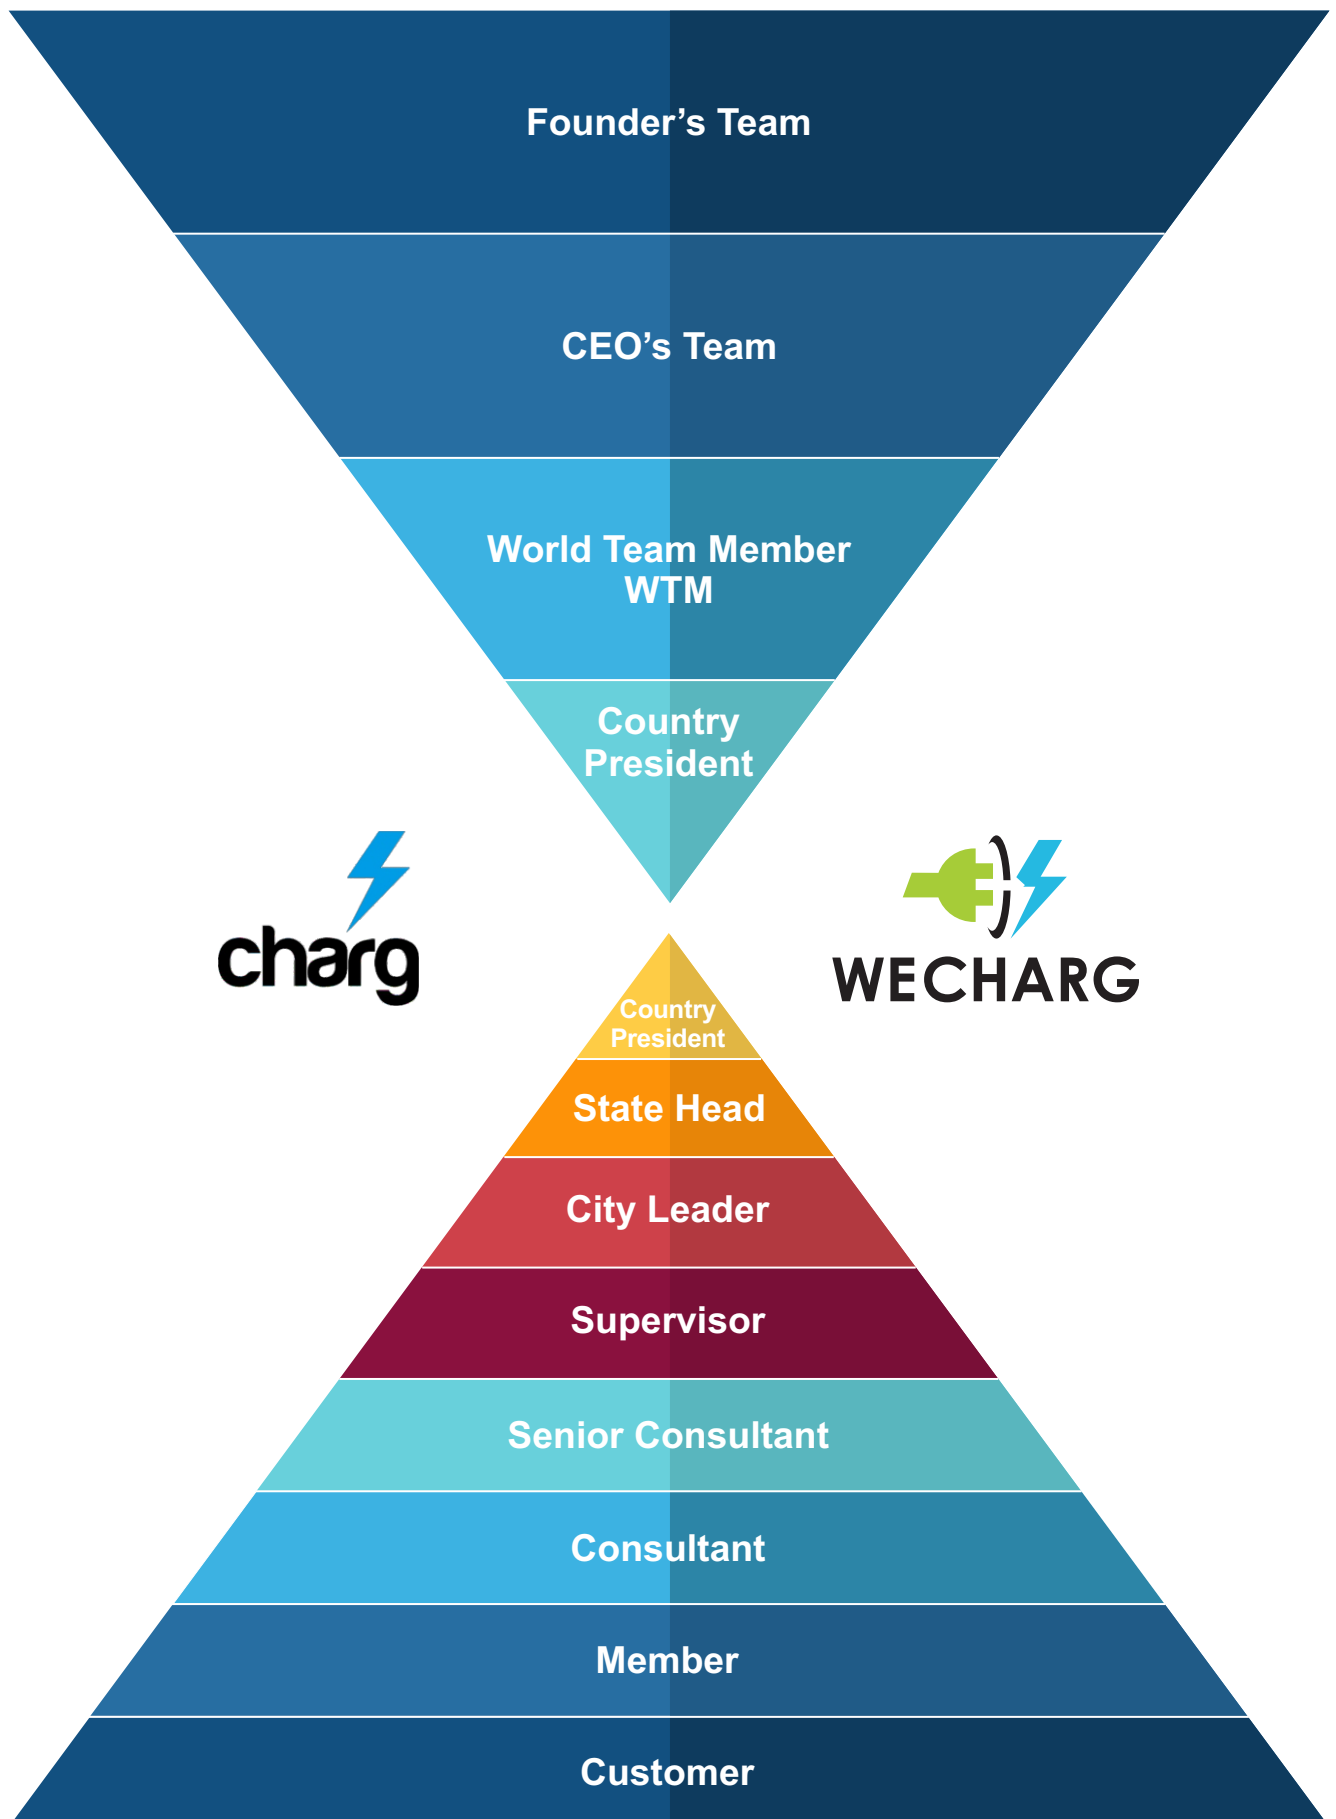 Founder’s Team
CEO’s Team
World Team Member
WTM
Country
President
charg
WECHARG
Country
President
State Head
City Leader
Supervisor
Senior Consultant
Consultant
Member
Customer